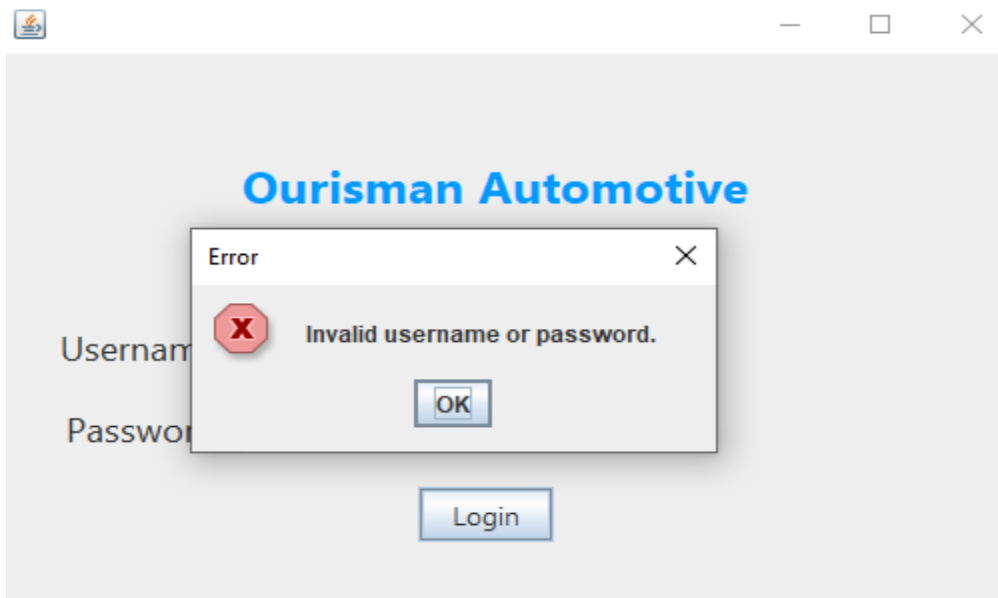 Ourisman Automotive
Error
Invalid username or password.
OK
Login